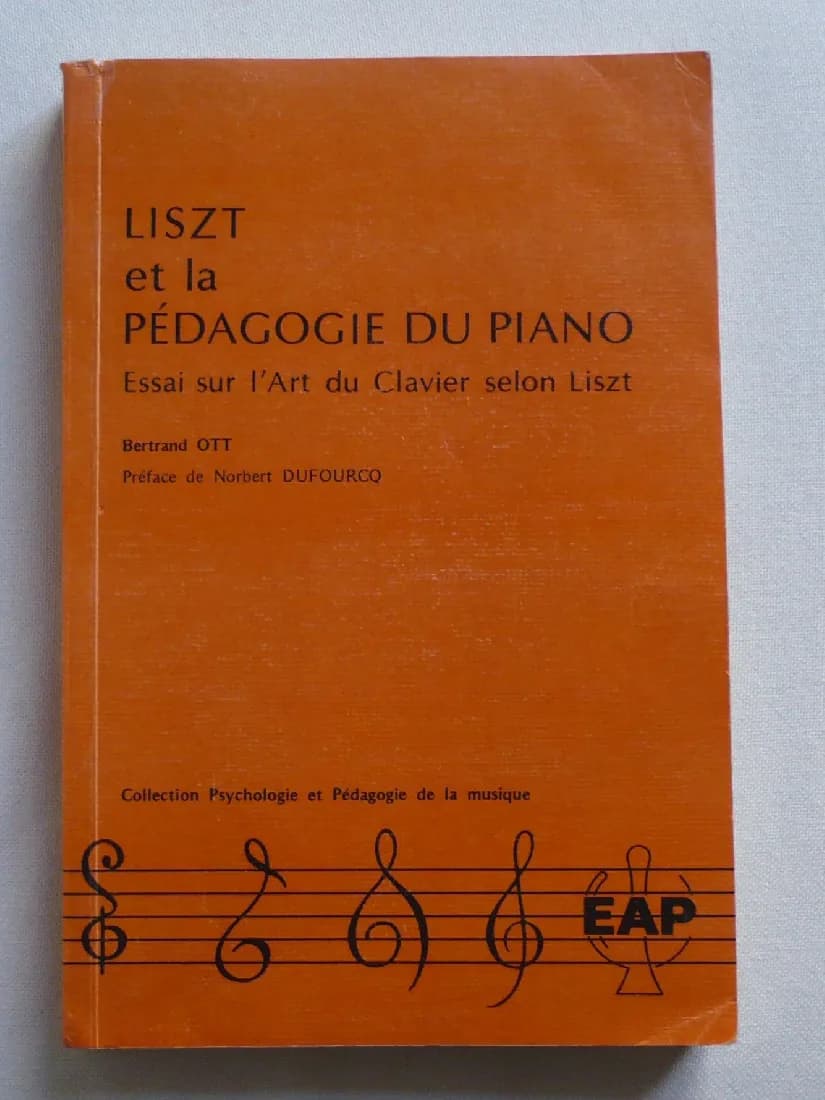 LISZT
et la
PÉDAGOGIE DU PIANO
Essai sur l'Art du Clavier selon Liszt
Bertrand OTT
Préface de Norbert DUFOURCQ
Collection Psychologie et Pédagogie de la musique
EAP